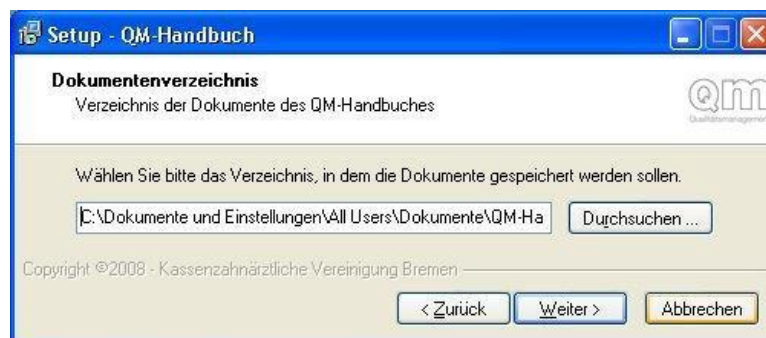 Setup - QM-Handbuch
Dokumentenverzeichnis
Verzeichnis der Dokumente des QM-Handbuches
qm
Qualitätsmanagement
Wählen Sie bitte das Verzeichnis, in dem die Dokumente gespeichert werden sollen.
C:\Dokumente und Einstellungen\All Users\Dokumente\QM-Ha
Durchsuchen ...
Copyright ©2008 - Kassenzahnärztliche Vereinigung Bremen
< Zurück
Weiter >
Abbrechen